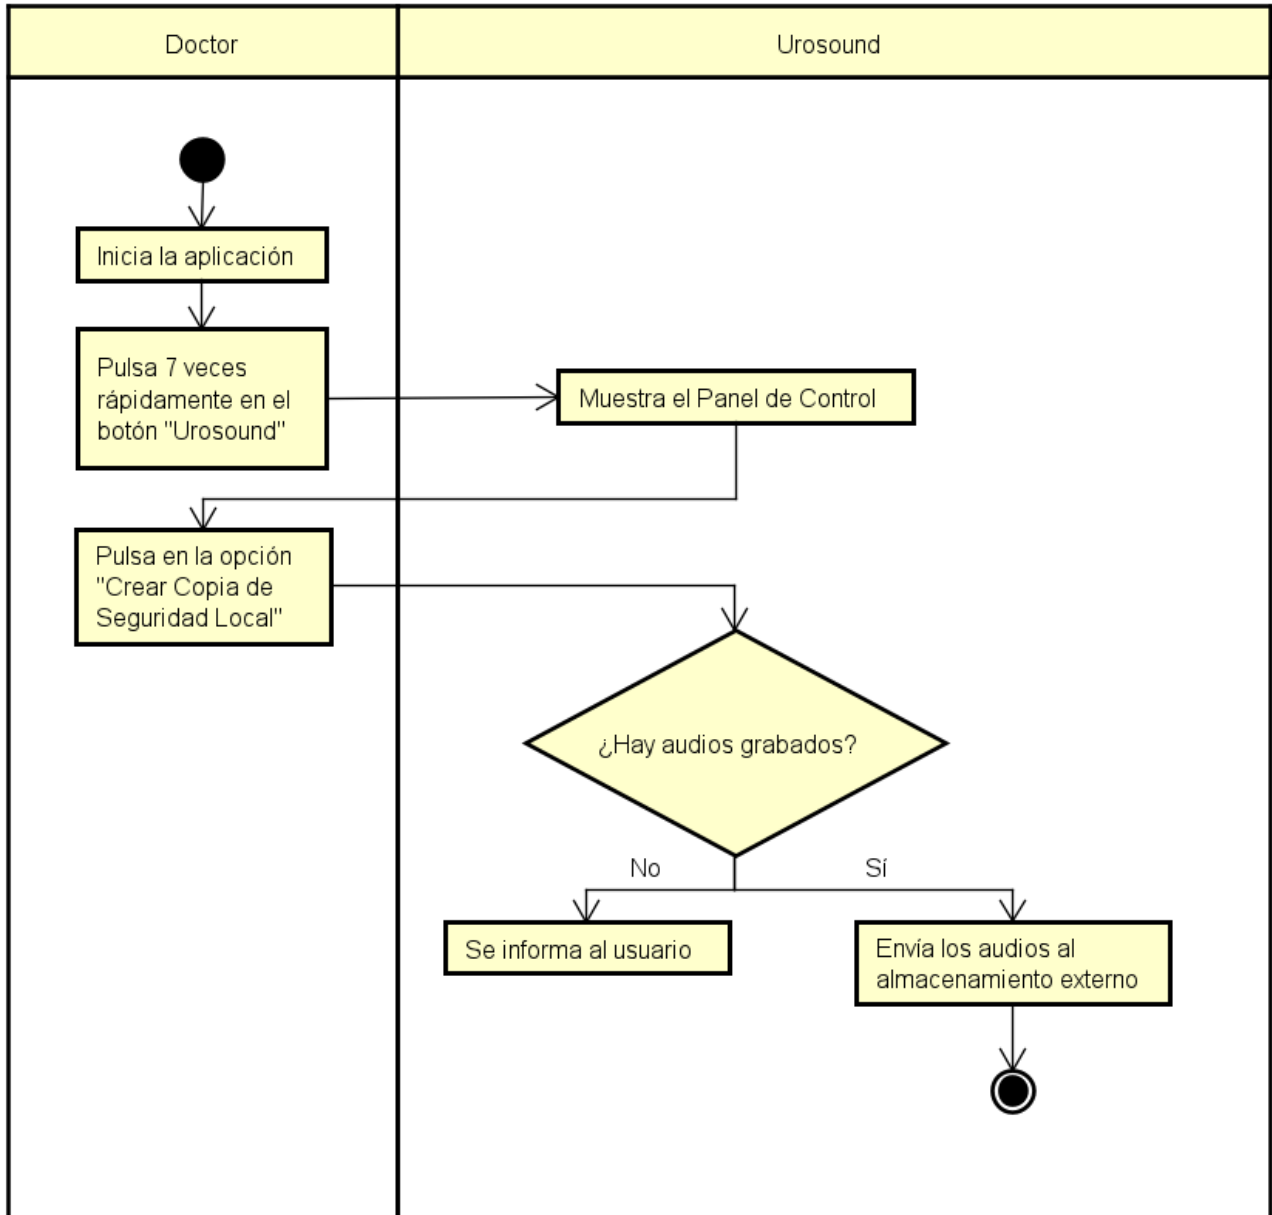 Doctor
Urosound
Inicia la aplicación
Pulsa 7 veces
rápidamente en el
botón "Urosound"
Muestra el Panel de Control
Pulsa en la opción
"Crear Copia de
Seguridad Local"
¿Hay audios grabados?
No
Sí
Se informa al usuario
Envía los audios al
almacenamiento externo